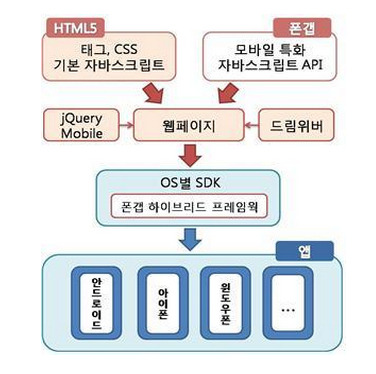 HTML5
폰갭
태그, CSS
기본 자바스크립트
모바일 특화
자바스크립트 API
jQuery
Mobile
웹페이지
드림위버
OS별 SDK
폰갭 하이브리드 프레임웍
앱
안드로이드
아이폰
윈도우폰
...